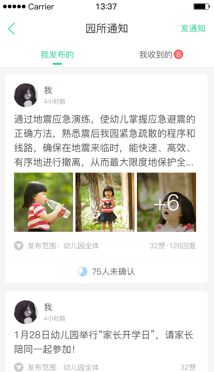 Carrier 13:37
园所通知 发通知
我发布的 我收到的 8
我
4小时前
通过地震应急演练，使幼儿掌握应急避震的
正确方法，熟悉震后我园紧急疏散的程序和
线路，确保在地震来临时，能快速、高效、
有序地进行撤离，从而最大限度地保护全...
+6
发布范围：幼儿园全体 32赞·128回复
75人未确认
我
4小时前
1月28日幼儿园举行“家长开学日”，请家长
陪同一起参加！
发布范围：幼儿园全体 32赞